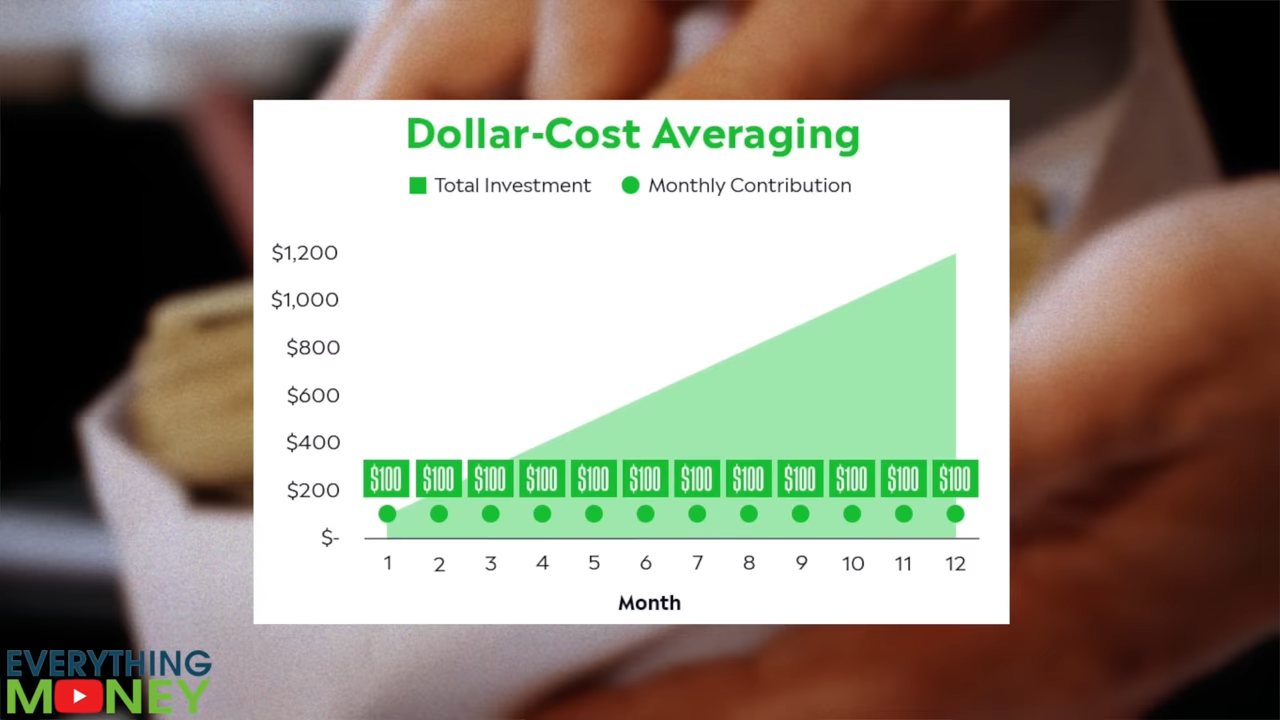 Dollar-Cost Averaging
Total Investment Monthly Contribution
$1,200
$1,000
$800
$600
$400
$200
$-
$100 $100 $100 $100 $100 $100 $100 $100 $100 $100 $100 $100
1 2 3 4 5 6 7 8 9 10 11 12
Month
EVERYTHING
MONEY